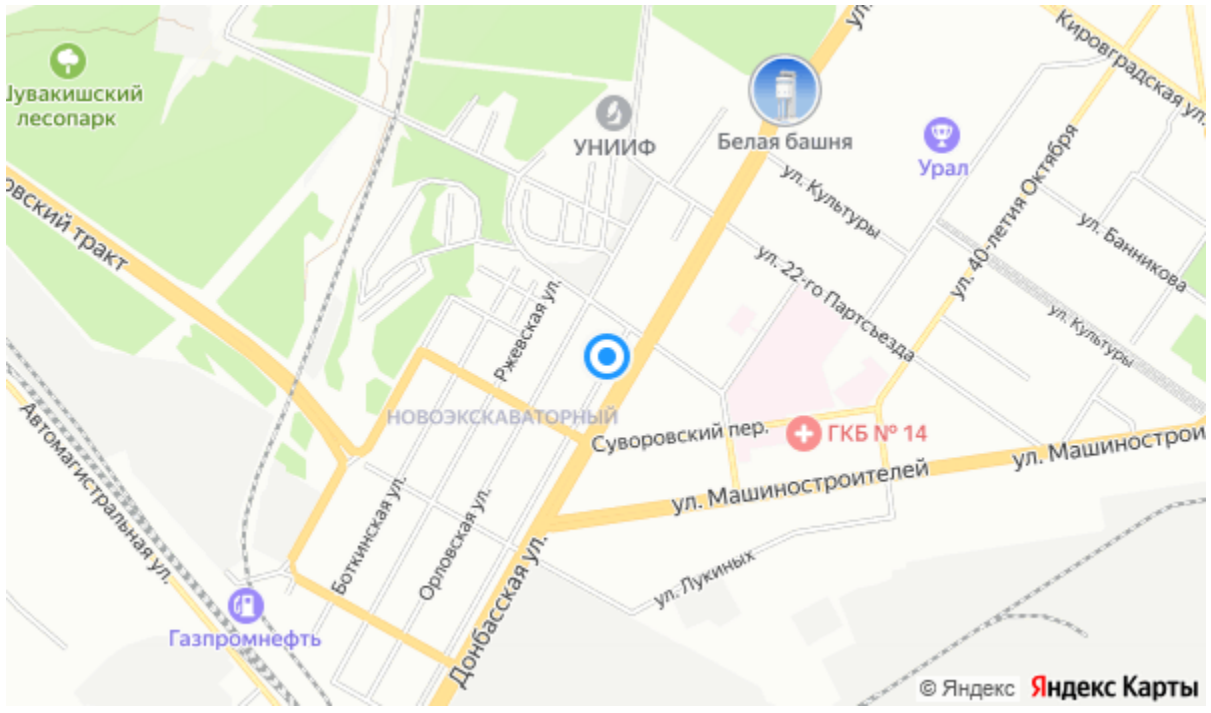 ул.
Кировградская ул.
Шувакишский
лесопарк
УНИИФ
Белая башня
Урал
ул. 40-летия Октября
ул. Культуры
ул. Банникова
овский тракт
ул. 22-го Партсъезда
ул. Культуры
Ржевская ул.
НОВОЭКСКАВАТОРНЫЙ
Суворовский пер.
ГКБ № 14
ул. Машинострои
ул. Машиностроителей
Автомагистральная ул.
Боткинская ул.
Орловская ул.
Донбасская ул.
ул. Лукиных
Газпромнефть
© Яндекс Яндекс Карты